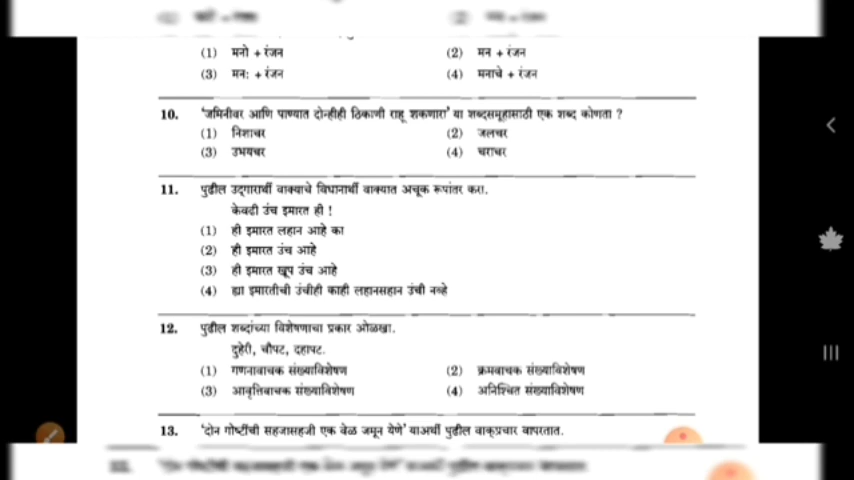 (1) मनो + रंजन (2) मन + रंजन
(3) मनः + रंजन (4) मनाचे + रंजन
10. 'जमिनीवर आणि पाण्यात दोन्हीही ठिकाणी राहू शकणारा' या शब्दसमूहासाठी एक शब्द कोणता ?
(1) निशाचर (2) जलचर
(3) उभयचर (4) चराचर
11. पुढील उद्‌गारार्थी वाक्याचे विधानार्थी वाक्यात अचूक रूपांतर करा.
केवढी उंच इमारत ही !
(1) ही इमारत लहान आहे का
(2) ही इमारत उंच आहे
(3) ही इमारत खूप उंच आहे
(4) ह्या इमारतीची उंचीही काही लहानसहान उंची नव्हे
12. पुढील शब्दांच्या विशेषणाचा प्रकार ओळखा.
दुहेरी, चौपट, दहापट.
(1) गणनावाचक संख्याविशेषण (2) क्रमवाचक संख्याविशेषण
(3) आवृत्तिवाचक संख्याविशेषण (4) अनिश्चित संख्याविशेषण
13. 'दोन गोष्टींची सहजासहजी एक वेळ जमून येणे' याअर्थी पुढील वाक्‌प्रचार वापरतात.